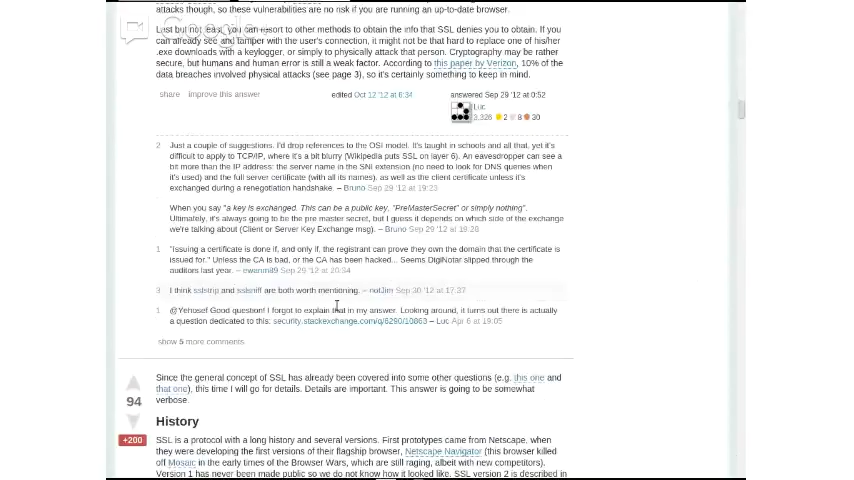 attacks though, so these vulnerabilities are no risk if you are running an up-to-date browser.
Last but not least, you can resort to other methods to obtain the info that SSL denies you to obtain. If you
can already see and tamper with the user's connection, it might not be that hard to replace one of his/her
.exe downloads with a keylogger, or simply to physically attack that person. Cryptography may be rather
secure, but humans and human error is still a weak factor. According to this paper by Verizon, 10% of the
data breaches involved physical attacks (see page 3), so it's certainly something to keep in mind.
share improve this answer
edited Oct 12 '12 at 8:34
answered Sep 29 '12 at 0:52
Luc
3,326 2 8 30
2 Just a couple of suggestions. I'd drop references to the OSI model. It's taught in schools and all that, yet it's
difficult to apply to TCP/IP, where it's a bit blurry (Wikipedia puts SSL on layer 6). An eavesdropper can see a
bit more than the IP address: the server name in the SNI extension (no need to look for DNS queries when
it's used) and the full server certificate (with all its names). as well as the client certificate unless it's
exchanged during a renegotiation handshake. – Bruno Sep 29 '12 at 19:23
When you say "a key is exchanged. This can be a public key, "PreMasterSecret" or simply nothing".
Ultimately, it's always going to be the pre master secret, but I guess it depends on which side of the exchange
we're talking about (Client or Server Key Exchange msg). – Bruno Sep 29 '12 at 19:28
1 "Issuing a certificate is done if, and only if, the registrant can prove they own the domain that the certificate is
issued for." Unless the CA is bad, or the CA has been hacked... Seems DigiNotar slipped through the
auditors last year. – ewanm89 Sep 29 '12 at 20:34
3 I think sslstrip and sslsniff are both worth mentioning. – notJim Sep 30 '12 at 17:37
1 @Yehosef Good question! I forgot to explain that in my answer. Looking around, it turns out there is actually
a question dedicated to this: security.stackexchange.com/q/6290/10863 – Luc Apr 6 at 19:05
show 5 more comments
94
+200
Since the general concept of SSL has already been covered into some other questions (e.g. this one and
that one), this time I will go for details. Details are important. This answer is going to be somewhat
verbose.
History
SSL is a protocol with a long history and several versions. First prototypes came from Netscape, when
they were developing the first versions of their flagship browser, Netscape Navigator (this browser killed
off Mosaic in the early times of the Browser Wars, which are still raging, albeit with new competitors).
Version 1 has never been made public so we do not know how it looked like. SSL version 2 is described in